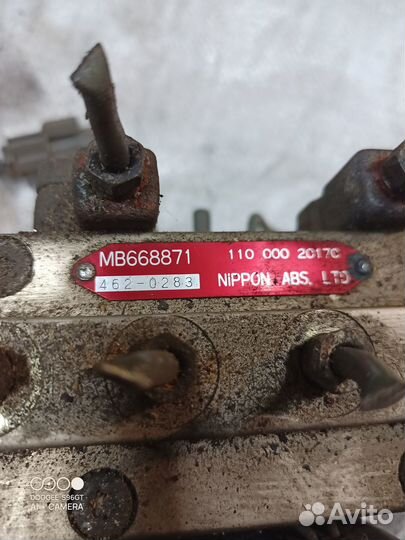 MB668871 110 000 2017C
462-0283 NiPPON ABS. LTD
DOOGEE S96GT
AI CAMERA
Avito